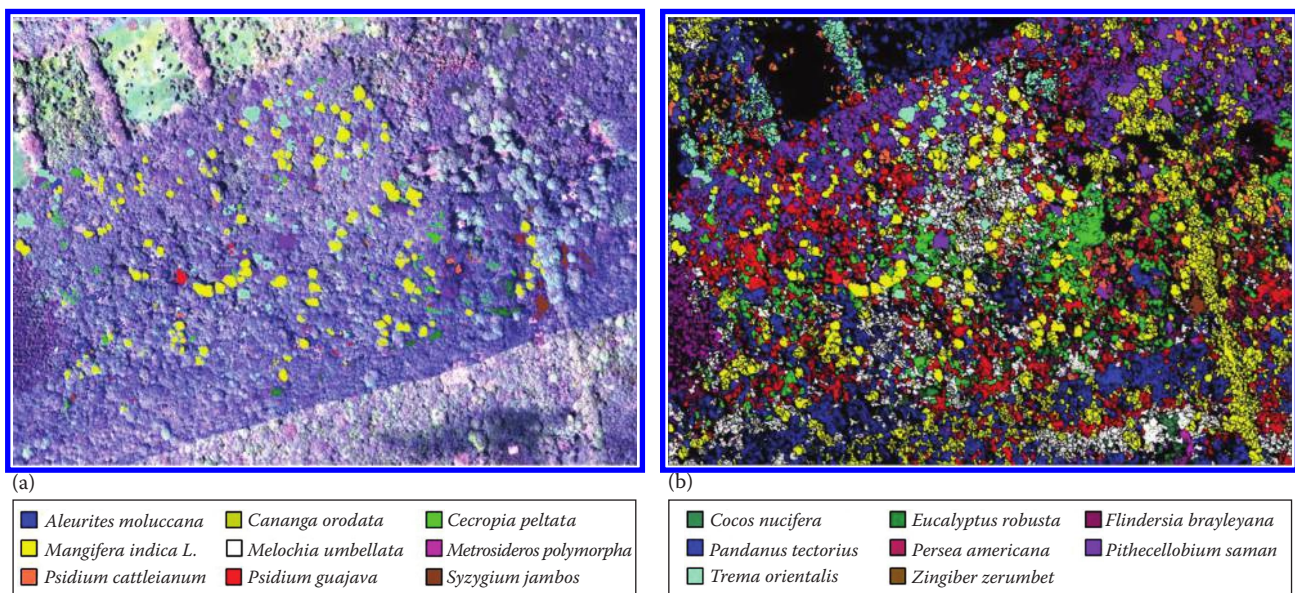 (a)
(b)
Aleurites moluccana
Cananga orodata
Cecropia peltata
Mangifera indica L.
Melochia umbellata
Metrosideros polymorpha
Psidium cattleianum
Psidium guajava
Syzygium jambos
Cocos nucifera
Eucalyptus robusta
Flindersia brayleyana
Pandanus tectorius
Persea americana
Pithecellobium saman
Trema orientalis
Zingiber zerumbet